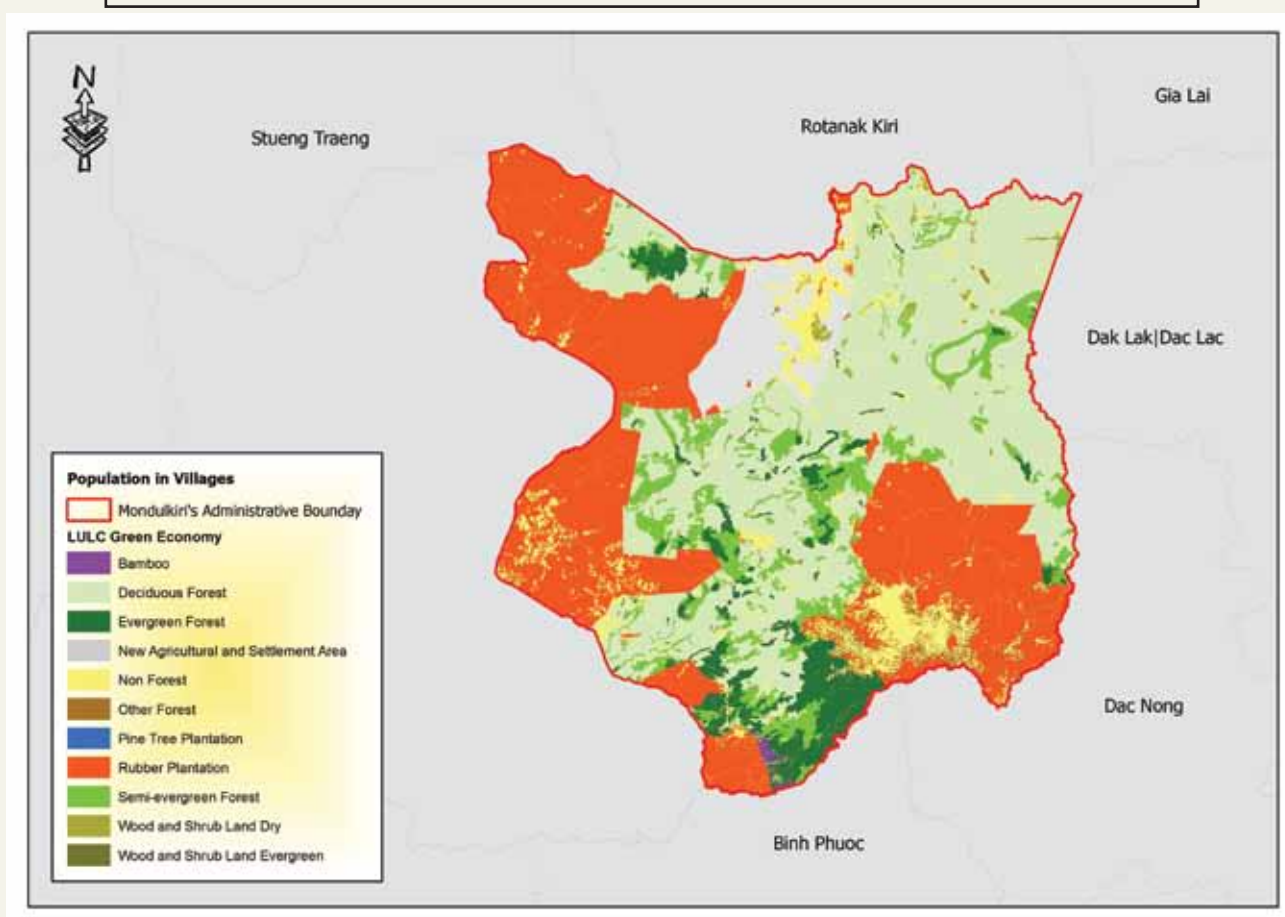 N
Gia Lai
Rotanak Kiri
Stueng Traeng
Dak Lak|Dac Lac
Population in Villages
Mondulkiri's Administrative Bounday
LULC Green Economy
Bamboo
Deciduous Forest
Evergreen Forest
New Agricultural and Settlement Area
Non Forest
Other Forest
Pine Tree Plantation
Rubber Plantation
Semi-evergreen Forest
Wood and Shrub Land Dry
Wood and Shrub Land Evergreen
Dac Nong
Binh Phuoc